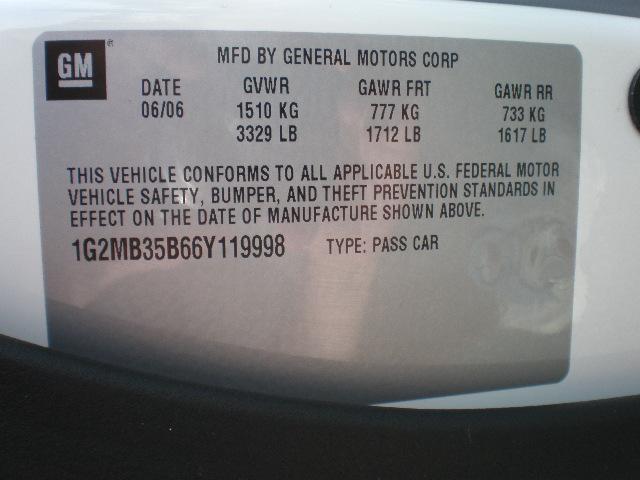 GM ®
MFD BY GENERAL MOTORS CORP
DATE GVWR GAWR FRT GAWR RR
06/06 1510 KG 777 KG 733 KG
3329 LB 1712 LB 1617 LB
THIS VEHICLE CONFORMS TO ALL APPLICABLE U.S. FEDERAL MOTOR
VEHICLE SAFETY, BUMPER, AND THEFT PREVENTION STANDARDS IN
EFFECT ON THE DATE OF MANUFACTURE SHOWN ABOVE.
1G2MB35B66Y119998 TYPE: PASS CAR